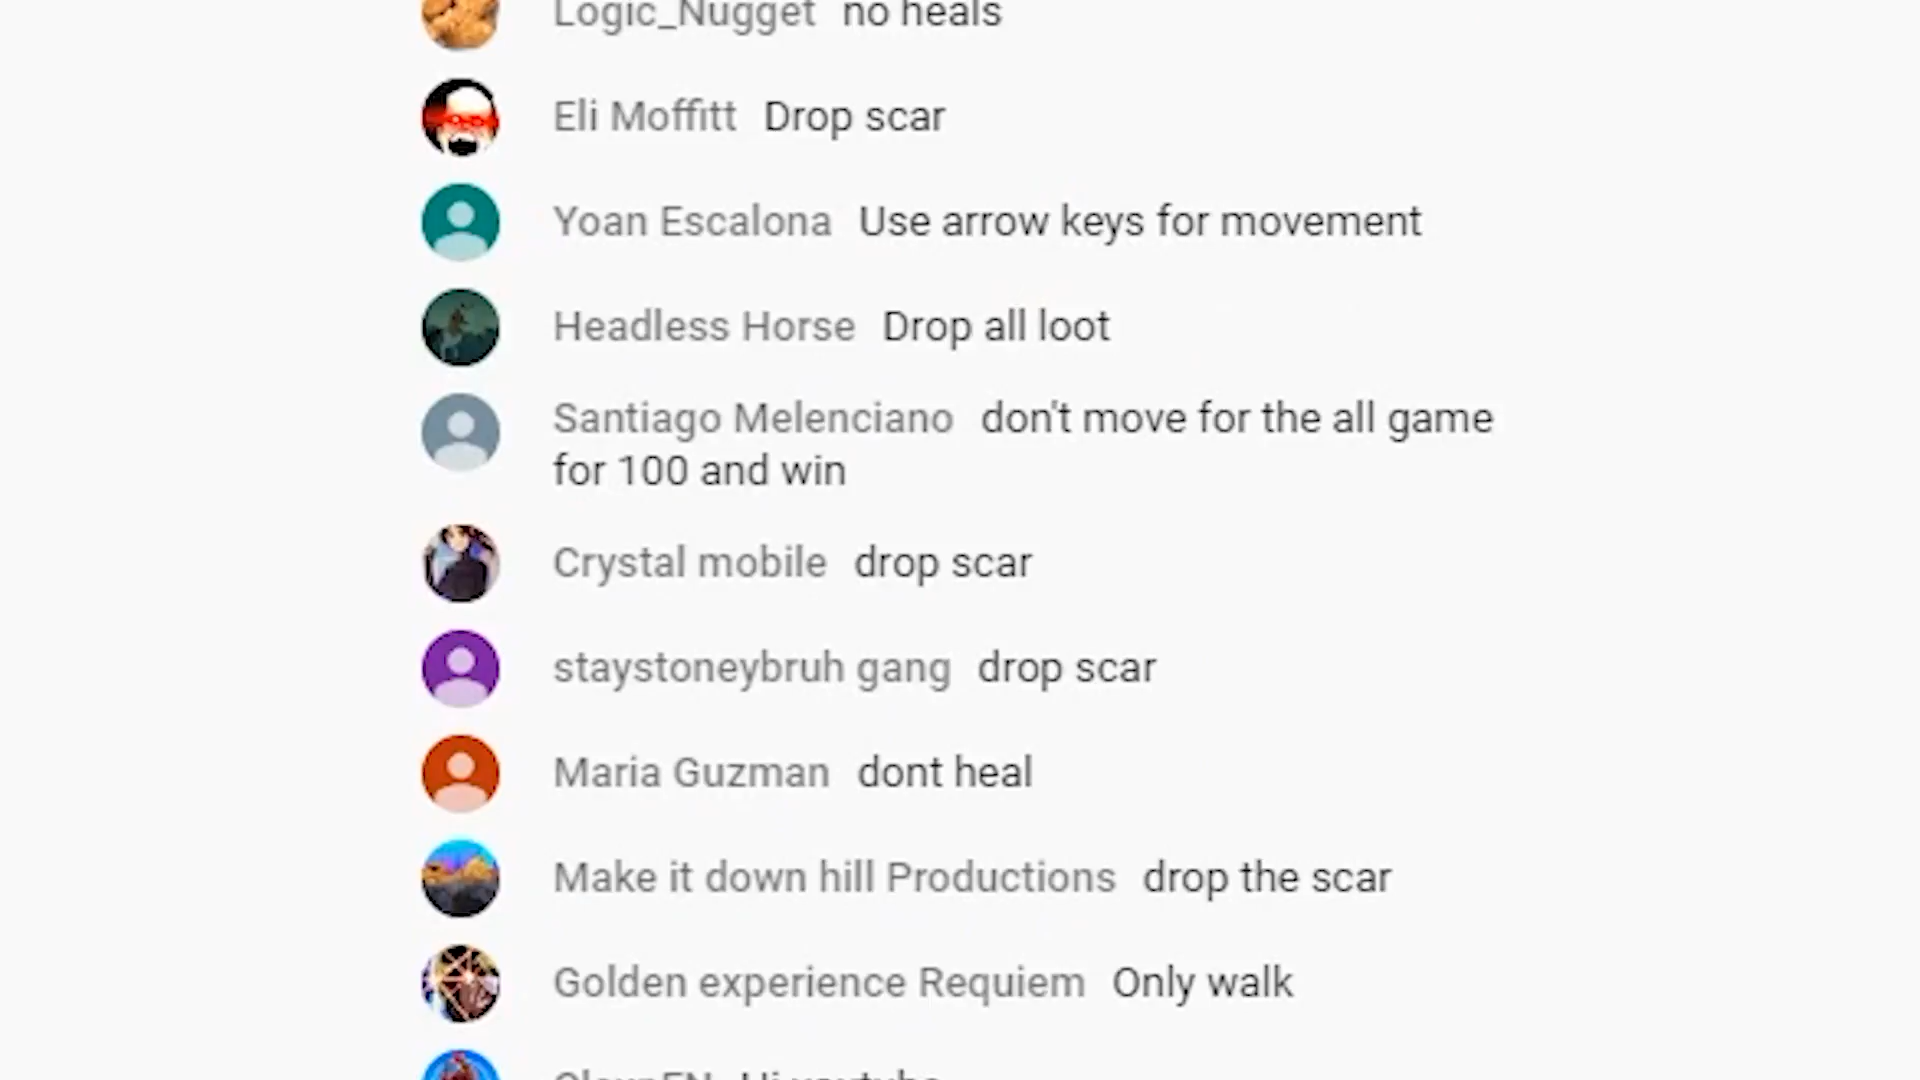 Logic_Nugget no heals
Eli Moffitt Drop scar
Yoan Escalona Use arrow keys for movement
Headless Horse Drop all loot
Santiago Melenciano don't move for the all game
for 100 and win
Crystal mobile drop scar
staystoneybruh gang drop scar
Maria Guzman dont heal
Make it down hill Productions drop the scar
Golden experience Requiem Only walk
Hi youtube